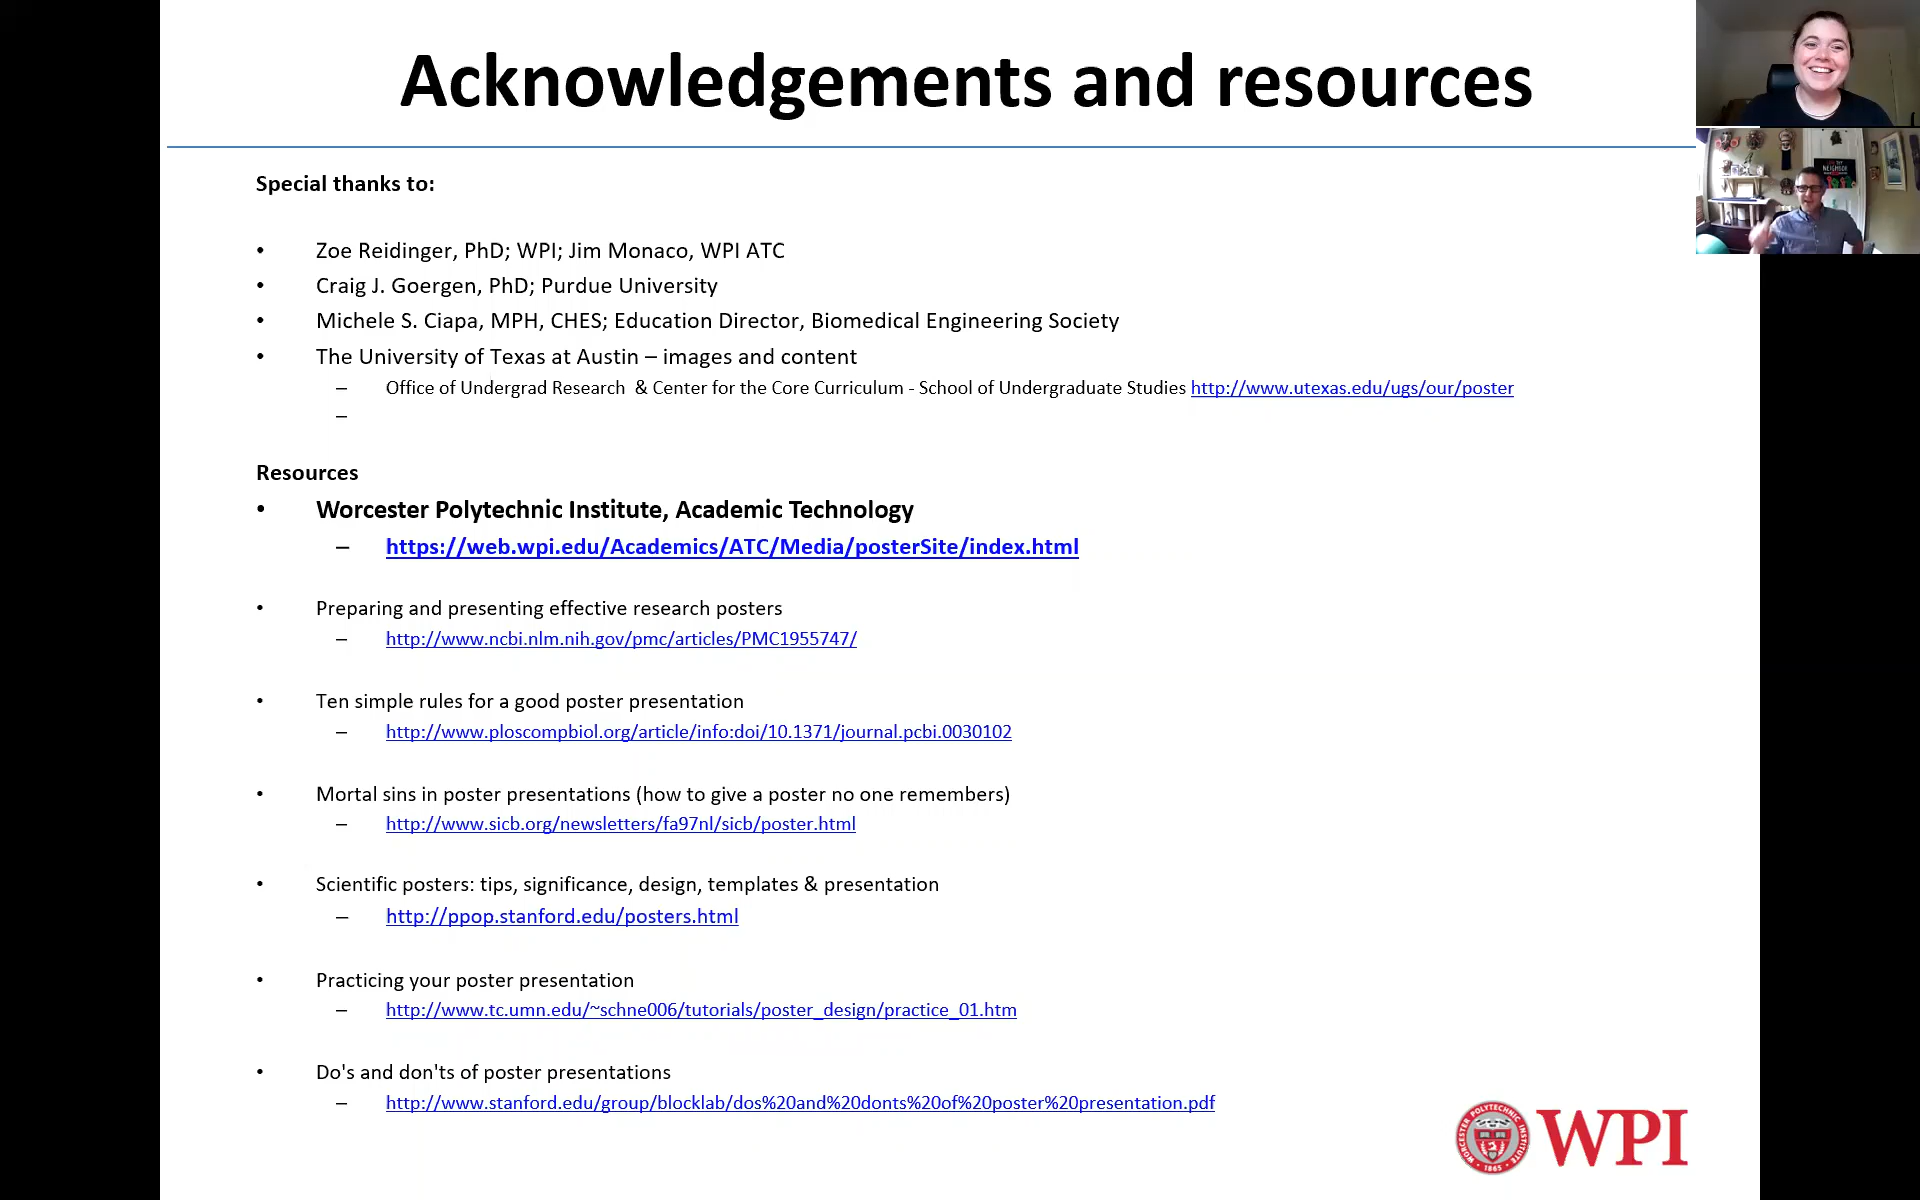 Acknowledgements and resources
Special thanks to:
• Zoe Reidinger, PhD; WPI; Jim Monaco, WPI ATC
• Craig J. Goergen, PhD; Purdue University
• Michele S. Ciapa, MPH, CHES; Education Director, Biomedical Engineering Society
• The University of Texas at Austin – images and content
– Office of Undergrad Research & Center for the Core Curriculum - School of Undergraduate Studies http://www.utexas.edu/ugs/our/poster
–
Resources
• Worcester Polytechnic Institute, Academic Technology
– https://web.wpi.edu/Academics/ATC/Media/posterSite/index.html
• Preparing and presenting effective research posters
– http://www.ncbi.nlm.nih.gov/pmc/articles/PMC1955747/
• Ten simple rules for a good poster presentation
– http://www.ploscompbiol.org/article/info:doi/10.1371/journal.pcbi.0030102
• Mortal sins in poster presentations (how to give a poster no one remembers)
– http://www.sicb.org/newsletters/fa97nl/sicb/poster.html
• Scientific posters: tips, significance, design, templates & presentation
– http://ppop.stanford.edu/posters.html
• Practicing your poster presentation
– http://www.tc.umn.edu/~schne006/tutorials/poster_design/practice_01.htm
• Do's and don'ts of poster presentations
– http://www.stanford.edu/group/blocklab/dos%20and%20donts%20of%20poster%20presentation.pdf
WORCESTER POLYTECHNIC INSTITUTE
1865
WPI
NEIGHBOR